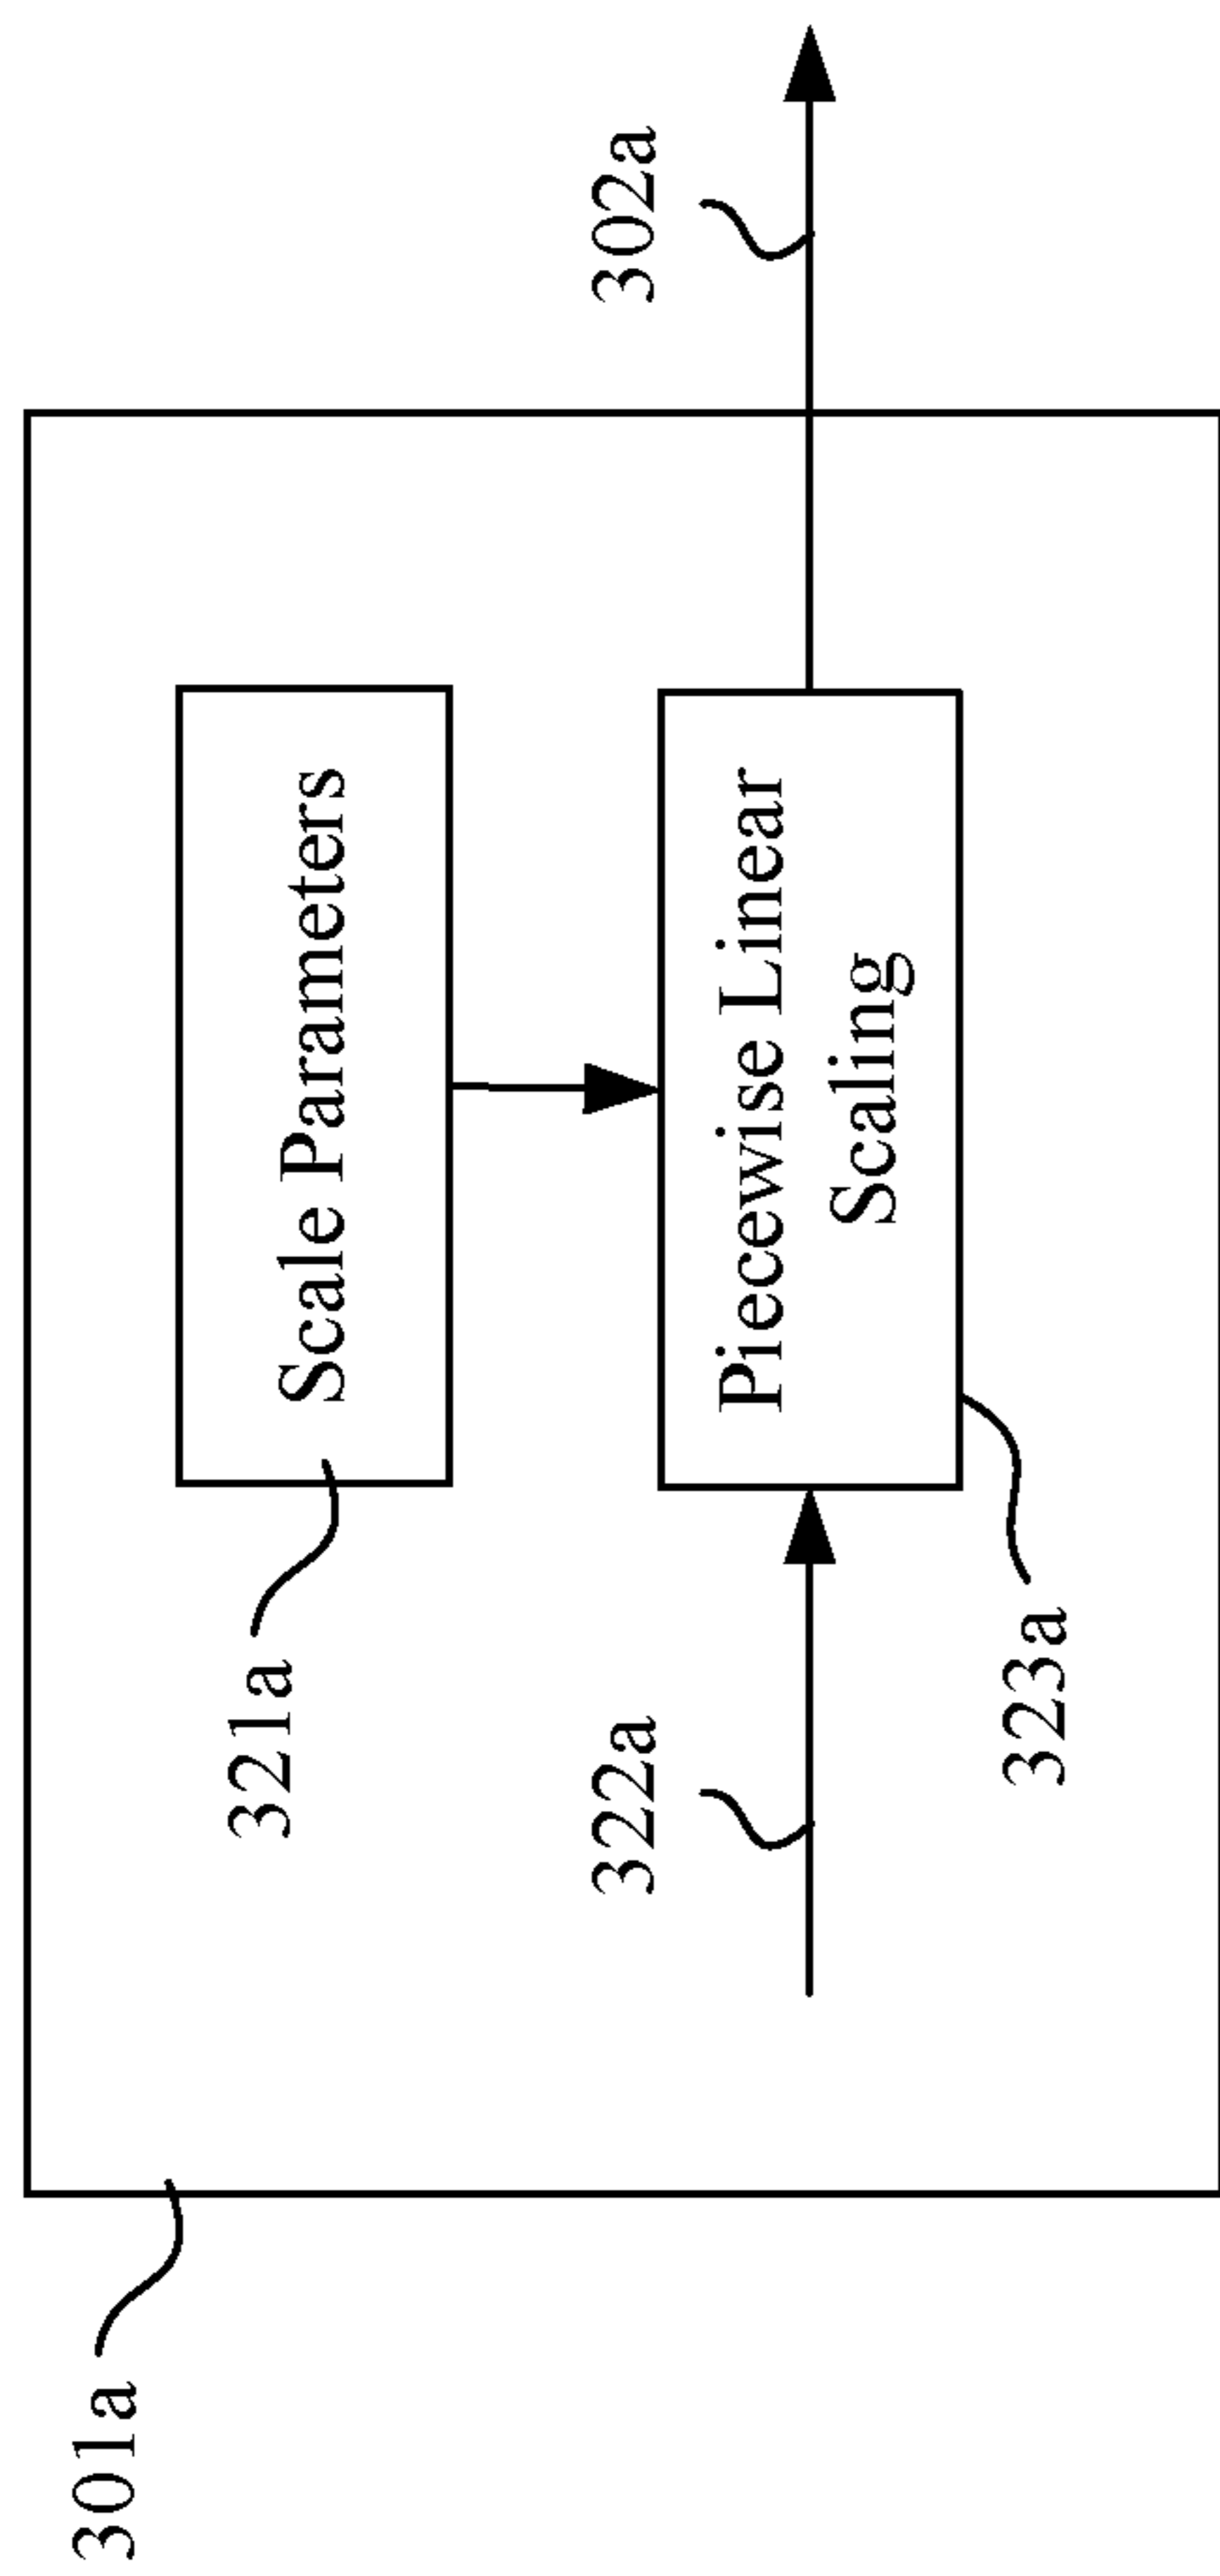 301a
321a
Scale Parameters
322a
302a
Piecewise Linear
Scaling
323a